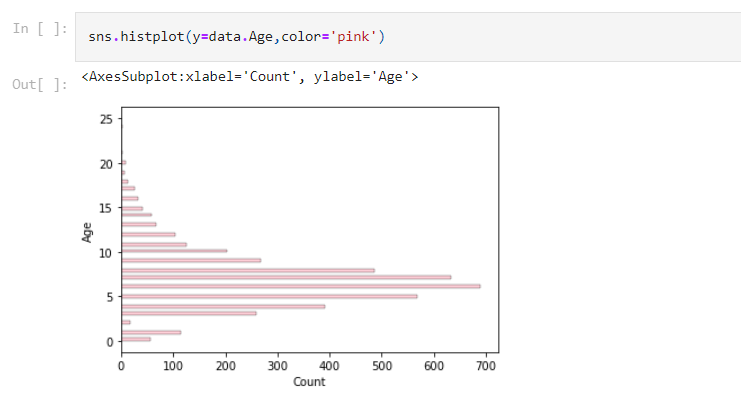 In [ ]: sns.histplot(y=data.Age,color='pink')
Out[ ]: <AxesSubplot:xlabel='Count', ylabel='Age'>
25
20
15
10
5
0
Age
0 100 200 300 400 500 600 700
Count